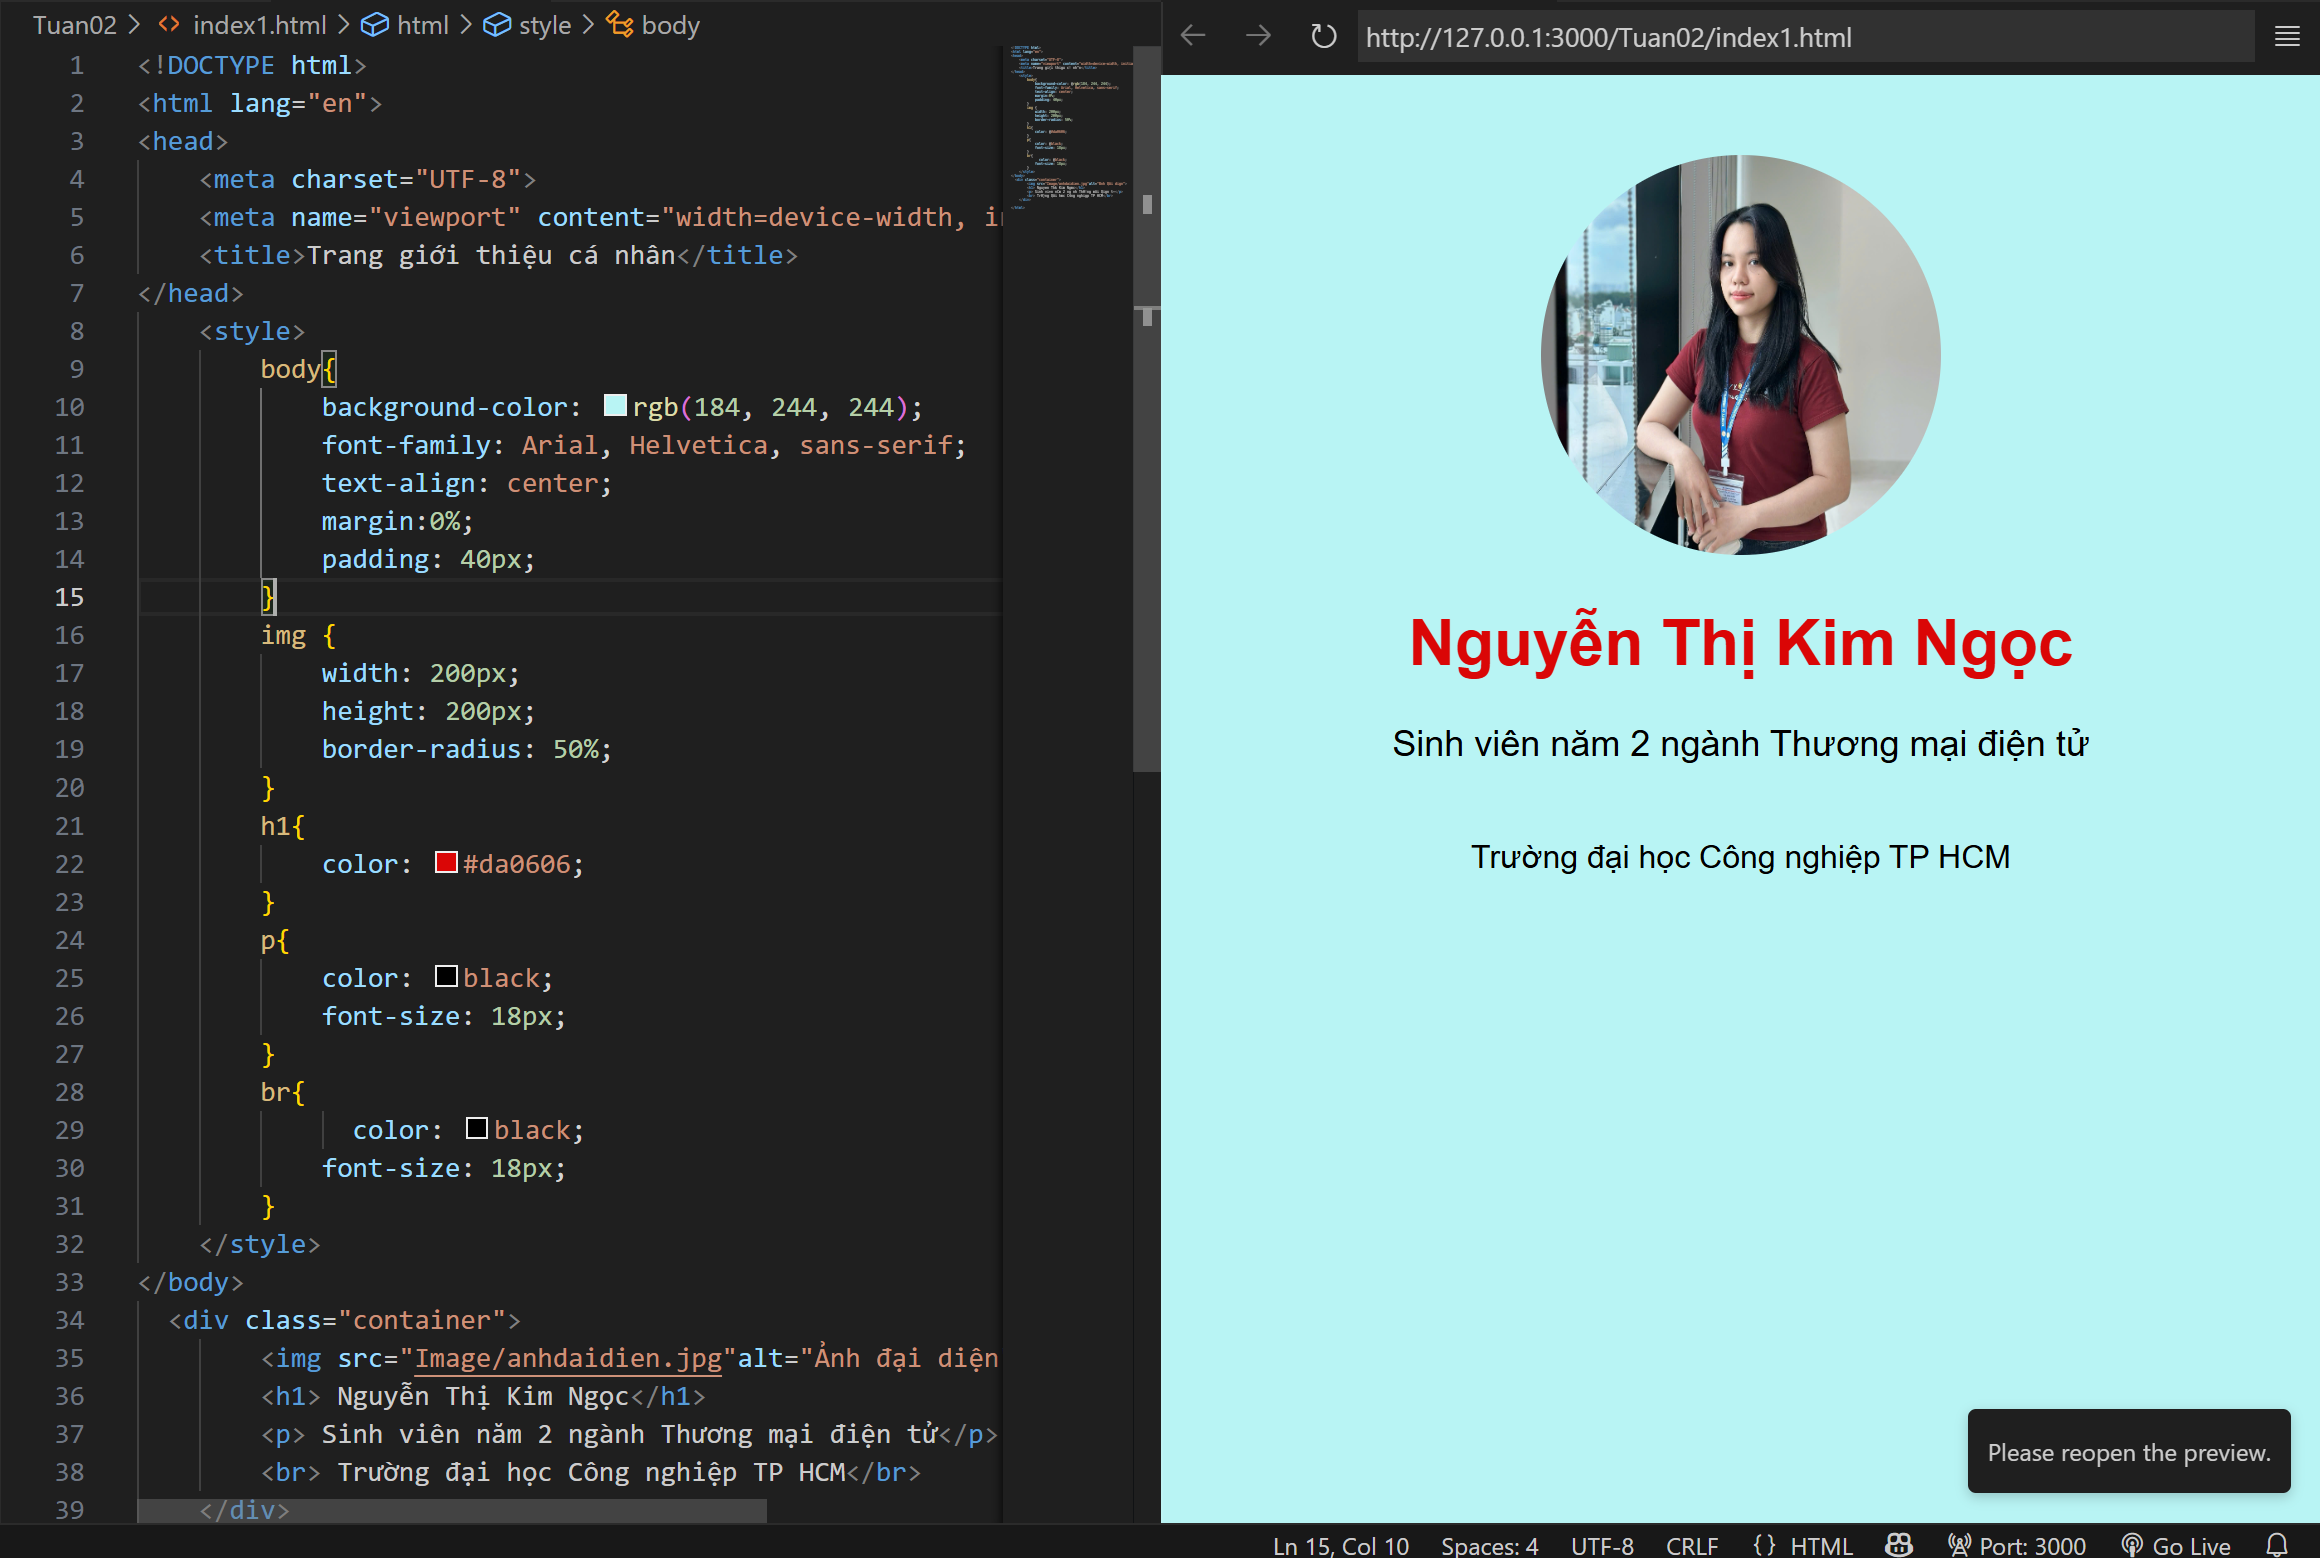 Tuan02 > <> index1.html > html > style > body
1 <!DOCTYPE html>
2 <html lang="en">
3 <head>
4 <meta charset="UTF-8">
5 <meta name="viewport" content="width=device-width,
6 <title>Trang giới thiệu cá nhân</title>
7 </head>
8 <style>
9 body{
10 background-color: rgb(184, 244, 244);
11 font-family: Arial, Helvetica, sans-serif;
12 text-align: center;
13 margin:0%;
14 padding: 40px;
15 }
16 img {
17 width: 200px;
18 height: 200px;
19 border-radius: 50%;
20 }
21 h1{
22 color: #da0606;
23 }
24 p{
25 color: black;
26 font-size: 18px;
27 }
28 br{
29 color: black;
30 font-size: 18px;
31 }
32 </style>
33 </body>
34 <div class="container">
35 <img src="Image/anhdaidien.jpg"alt="Ảnh đại diện
36 <h1> Nguyễn Thị Kim Ngọc</h1>
37 <p> Sinh viên năm 2 ngành Thương mại điện tử</p>
38 <br> Trường đại học Công nghiệp TP HCM</br>
39 </div>
http://127.0.0.1:3000/Tuan02/index1.html
Nguyễn Thị Kim Ngọc
Sinh viên năm 2 ngành Thương mại điện tử
Trường đại học Công nghiệp TP HCM
Please reopen the preview.
Ln 15, Col 10 Spaces: 4 UTF-8 CRLF {} HTML Port: 3000 Go Live